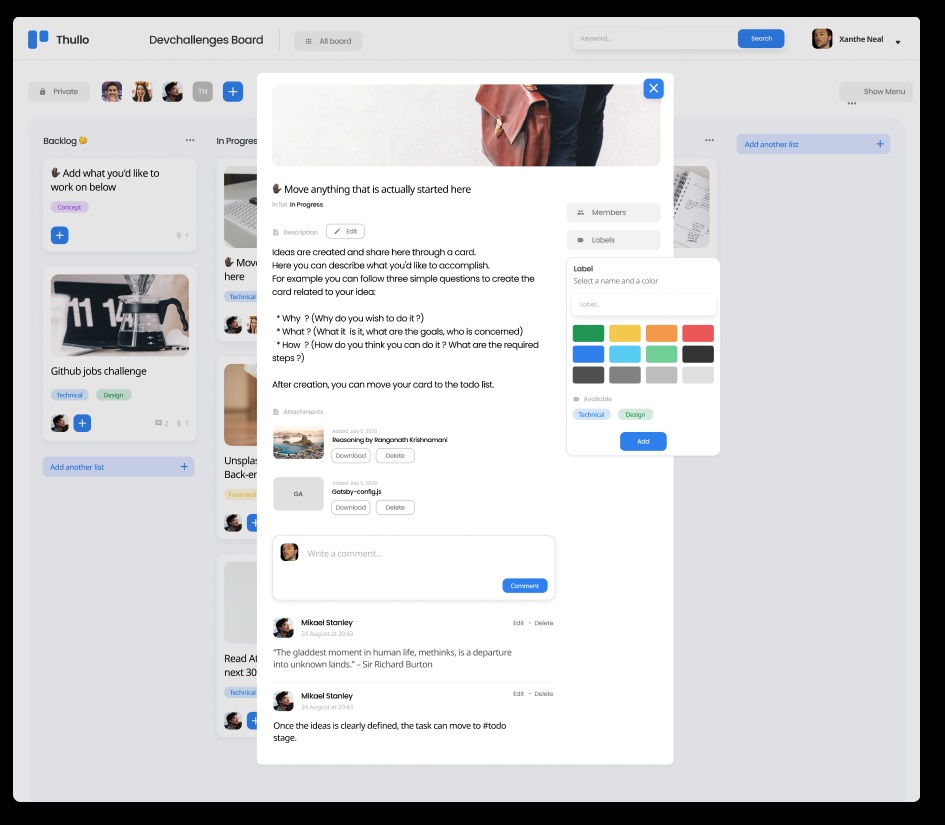 Thullo
Devchallenges Board
All board
Keyword...
Search
Xanthe Neal
Private
TN
Show Menu
Backlog
In Progres
Add another list
Add what you'd like to
work on below
Concept
1
Github jobs challenge
Technical
Design
2
1
Add another list
Move
here
Technical
Unsplas
Back-en
Front-end
Read At
next 30
Technical
Move anything that is actually started here
in list In Progress
Description
Edit
Ideas are created and share here through a card.
Here you can describe what you'd like to accomplish.
For example you can follow three simple questions to create the
card related to your idea:
* Why ? (Why do you wish to do it ?)
* What ? (What it is it, what are the goals, who is concerned)
* How ? (How do you think you can do it ? What are the required
steps ?)
After creation, you can move your card to the todo list.
Attachments
Added July 5, 2020
Reasoning by Ranganath Krishnamani
Download
Delete
GA
Added July 5, 2020
Gatsby-config.js
Download
Delete
Write a comment...
Comment
Mikael Stanley
24 August at 20:43
Edit - Delete
"The gladdest moment in human life, methinks, is a departure
into unknown lands." – Sir Richard Burton
Mikael Stanley
24 August at 20:43
Edit - Delete
Once the ideas is clearly defined, the task can move to #todo
stage.
Members
Labels
Label
Select a name and a color
Label...
Available
Technical
Design
Add